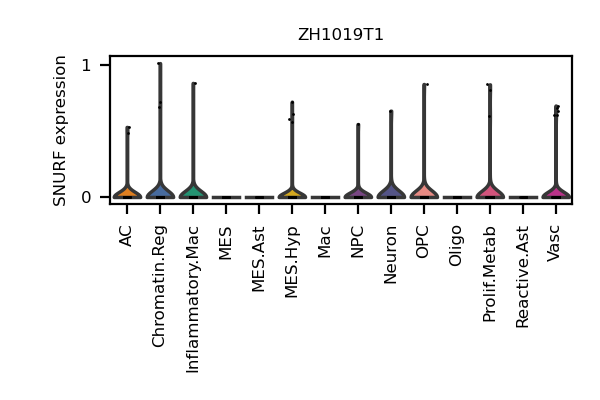 ZH1019T1
SNURF expression
1
0
AC
Chromatin.Reg
Inflammatory.Mac
MES
MES.Ast
MES.Hyp
Mac
NPC
Neuron
OPC
Oligo
Prolif.Metab
Reactive.Ast
Vasc